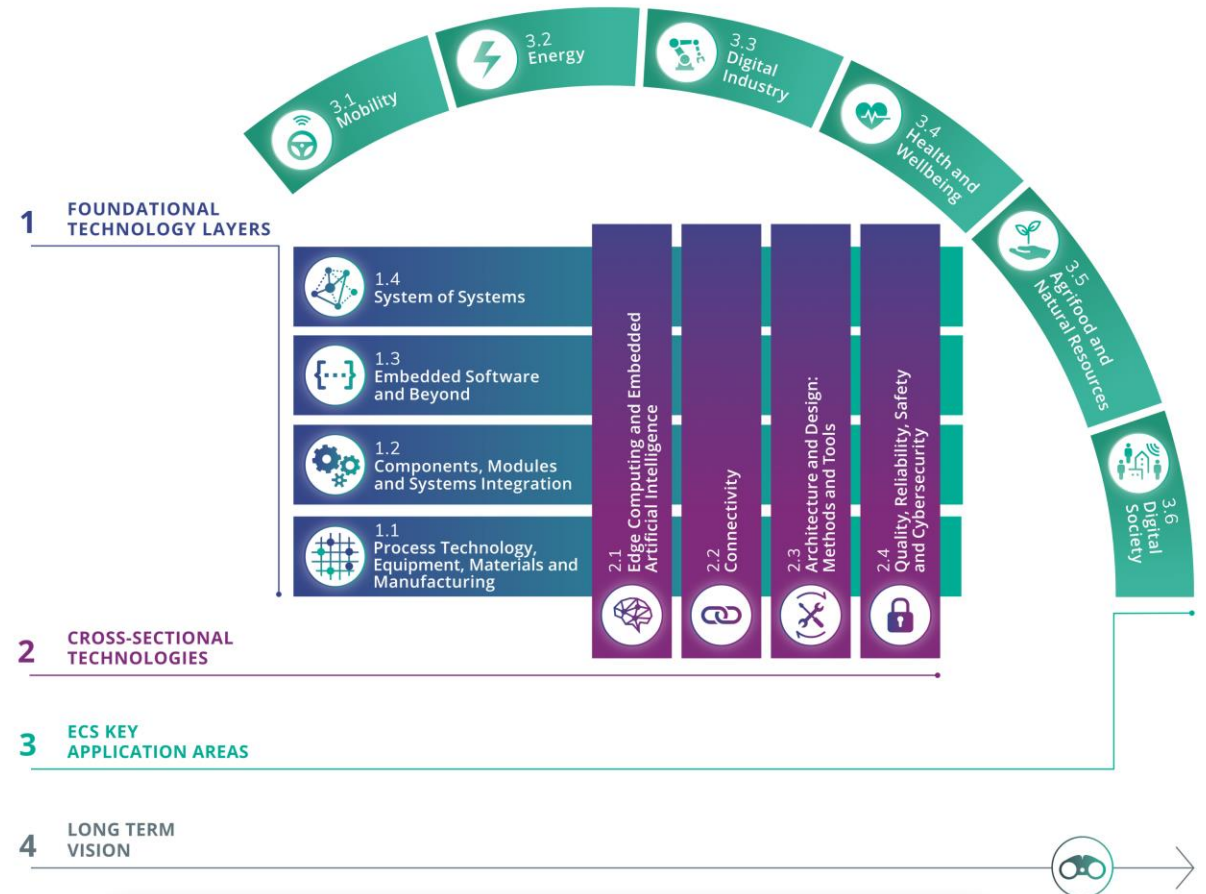 3.1
Mobility
3.2
Energy
3.3
Digital
Industry
3.4
Health and
Wellbeing
3.5
Agrifood and
Natural Resources
3.6
Digital
Society
1
FOUNDATIONAL
TECHNOLOGY LAYERS
1.4
System of Systems
1.3
Embedded Software
and Beyond
1.2
Components, Modules
and Systems Integration
1.1
Process Technology,
Equipment, Materials and
Manufacturing
2.1
Edge Computing and Embedded
Artificial Intelligence
2.2
Connectivity
2.3
Architecture and Design:
Methods and Tools
2.4
Quality, Reliability, Safety
and Cybersecurity
2
CROSS-SECTIONAL
TECHNOLOGIES
3
ECS KEY
APPLICATION AREAS
4
LONG TERM
VISION